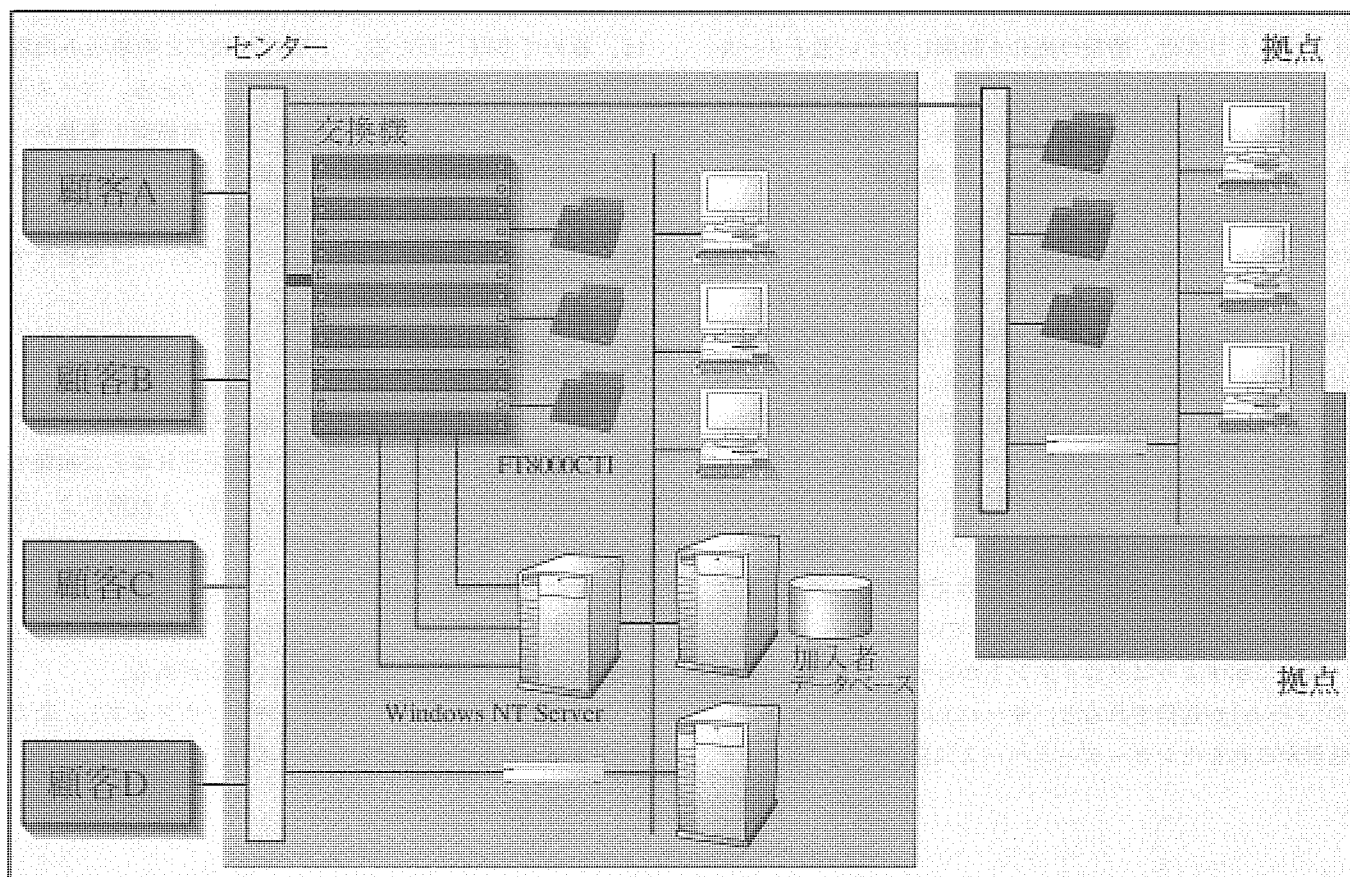 センター
拠点
交換機
顧客A
顧客B
FT8000CTI
顧客C
加入者
データベース
拠点
Windows NT Server
顧客D